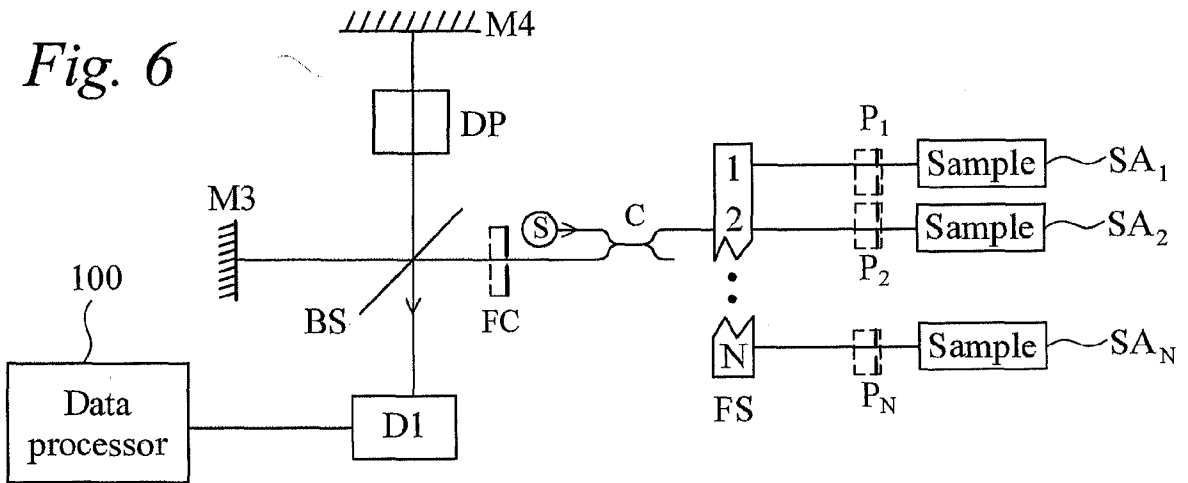 Fig. 6
M4
DP
P1
Sample
SA1
M3
S
C
1
2
Sample
SA2
P2
100
BS
FC
N
Sample
SAN
PN
FS
Data
processor
D1